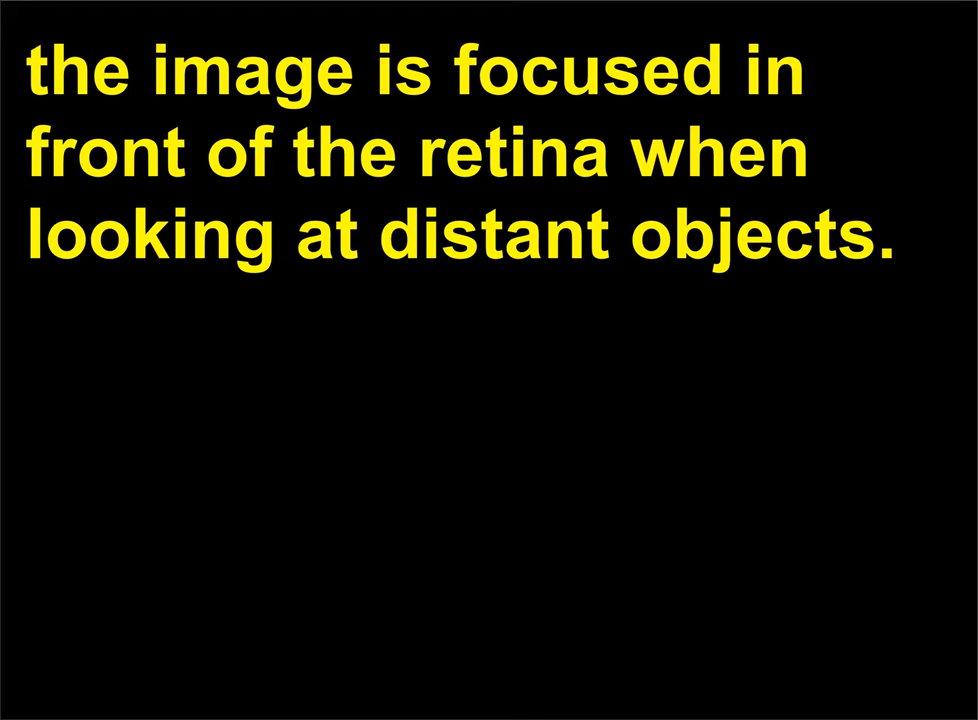 the image is focused in
front of the retina when
looking at distant objects.